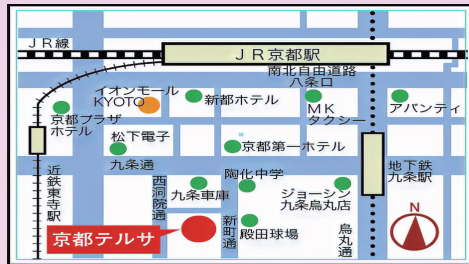 JR線
JR京都駅
南北自由道路
八条口
イオンモール
KYOTO
新都ホテル
MK
タクシー
アバンティ
京都プラザ
ホテル
松下電子
京都第一ホテル
九条通
地下鉄
九条駅
近鉄東寺駅
西洞院通
九条車庫
陶化中学
ジョーシン
九条烏丸店
新町通
殿田球場
烏丸通
京都テルサ
N